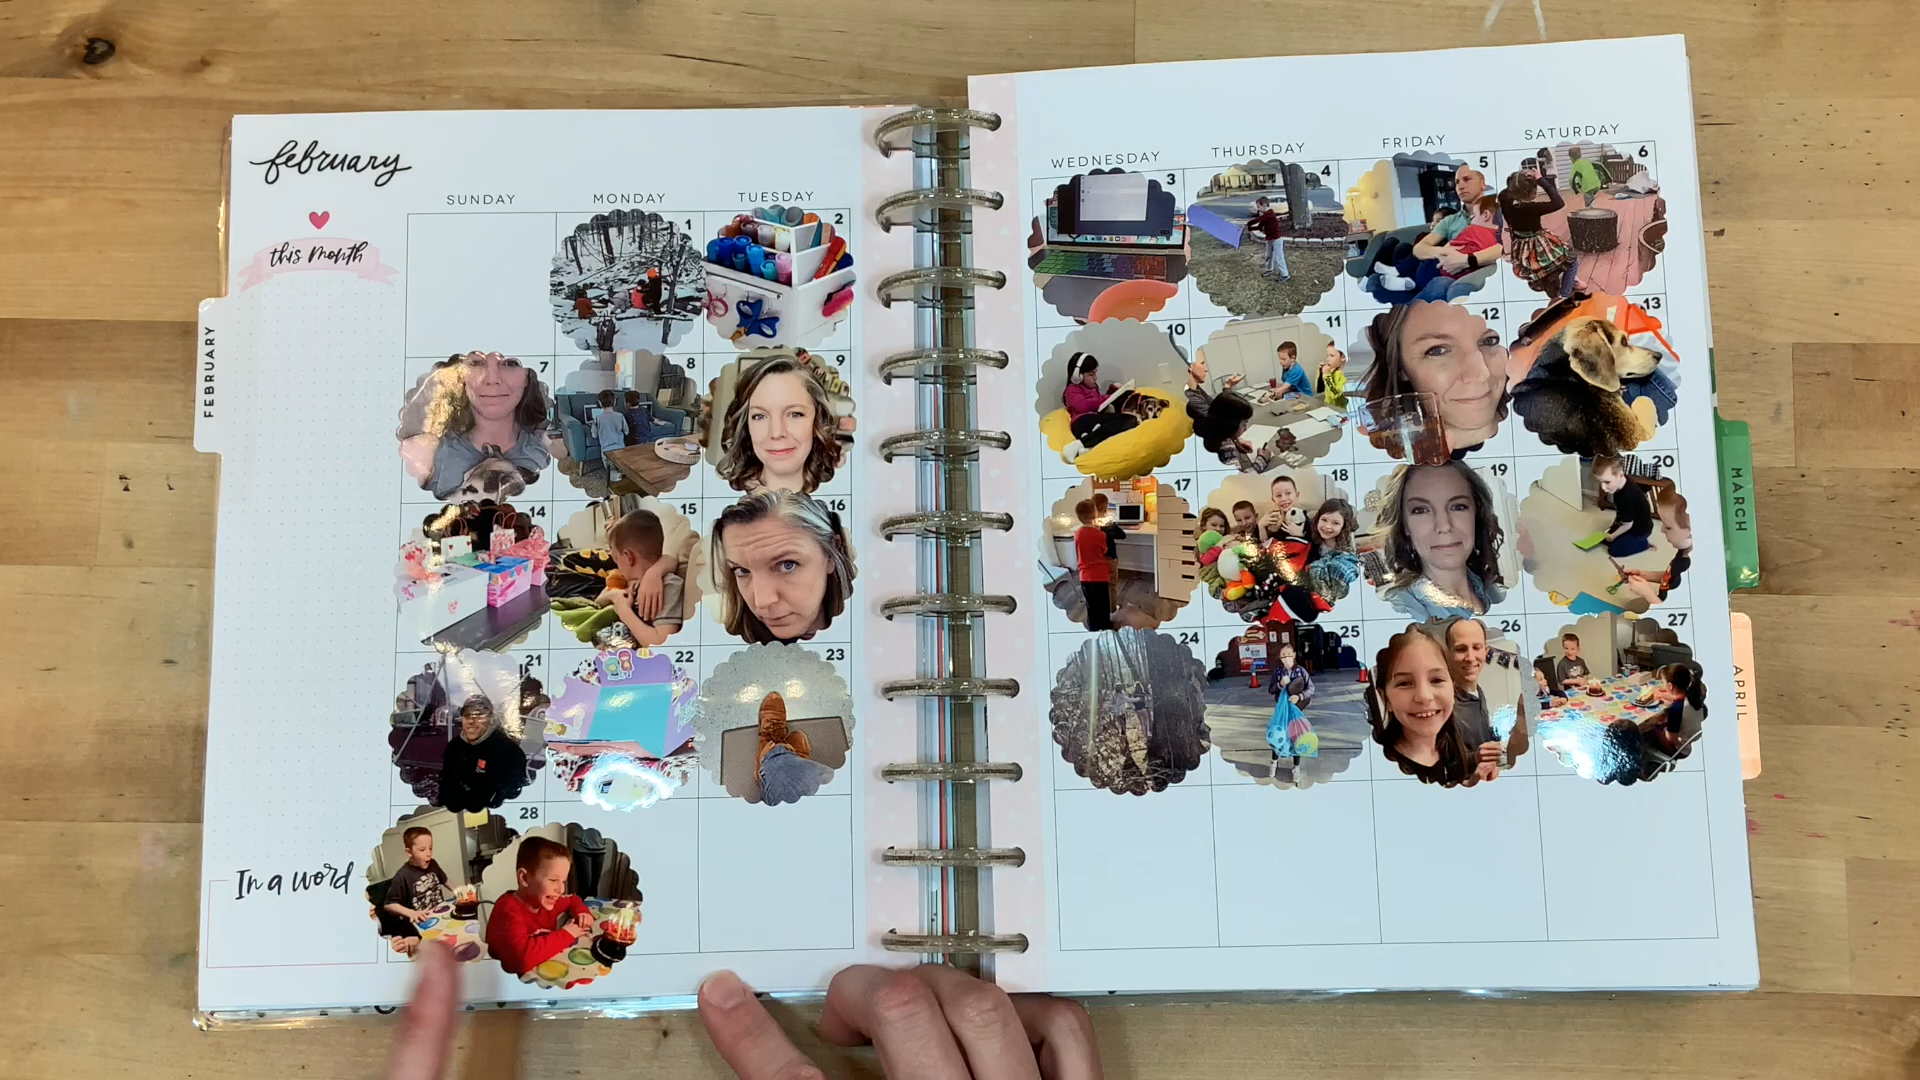 february
this month
FEBRUARY
SUNDAY MONDAY TUESDAY
WEDNESDAY THURSDAY FRIDAY SATURDAY
1 2 3 4 5 6
7 8 9 10 11 12 13
14 15 16 17 18 19 20
21 22 23 24 25 26 27
28
In a word
MARCH
APRIL